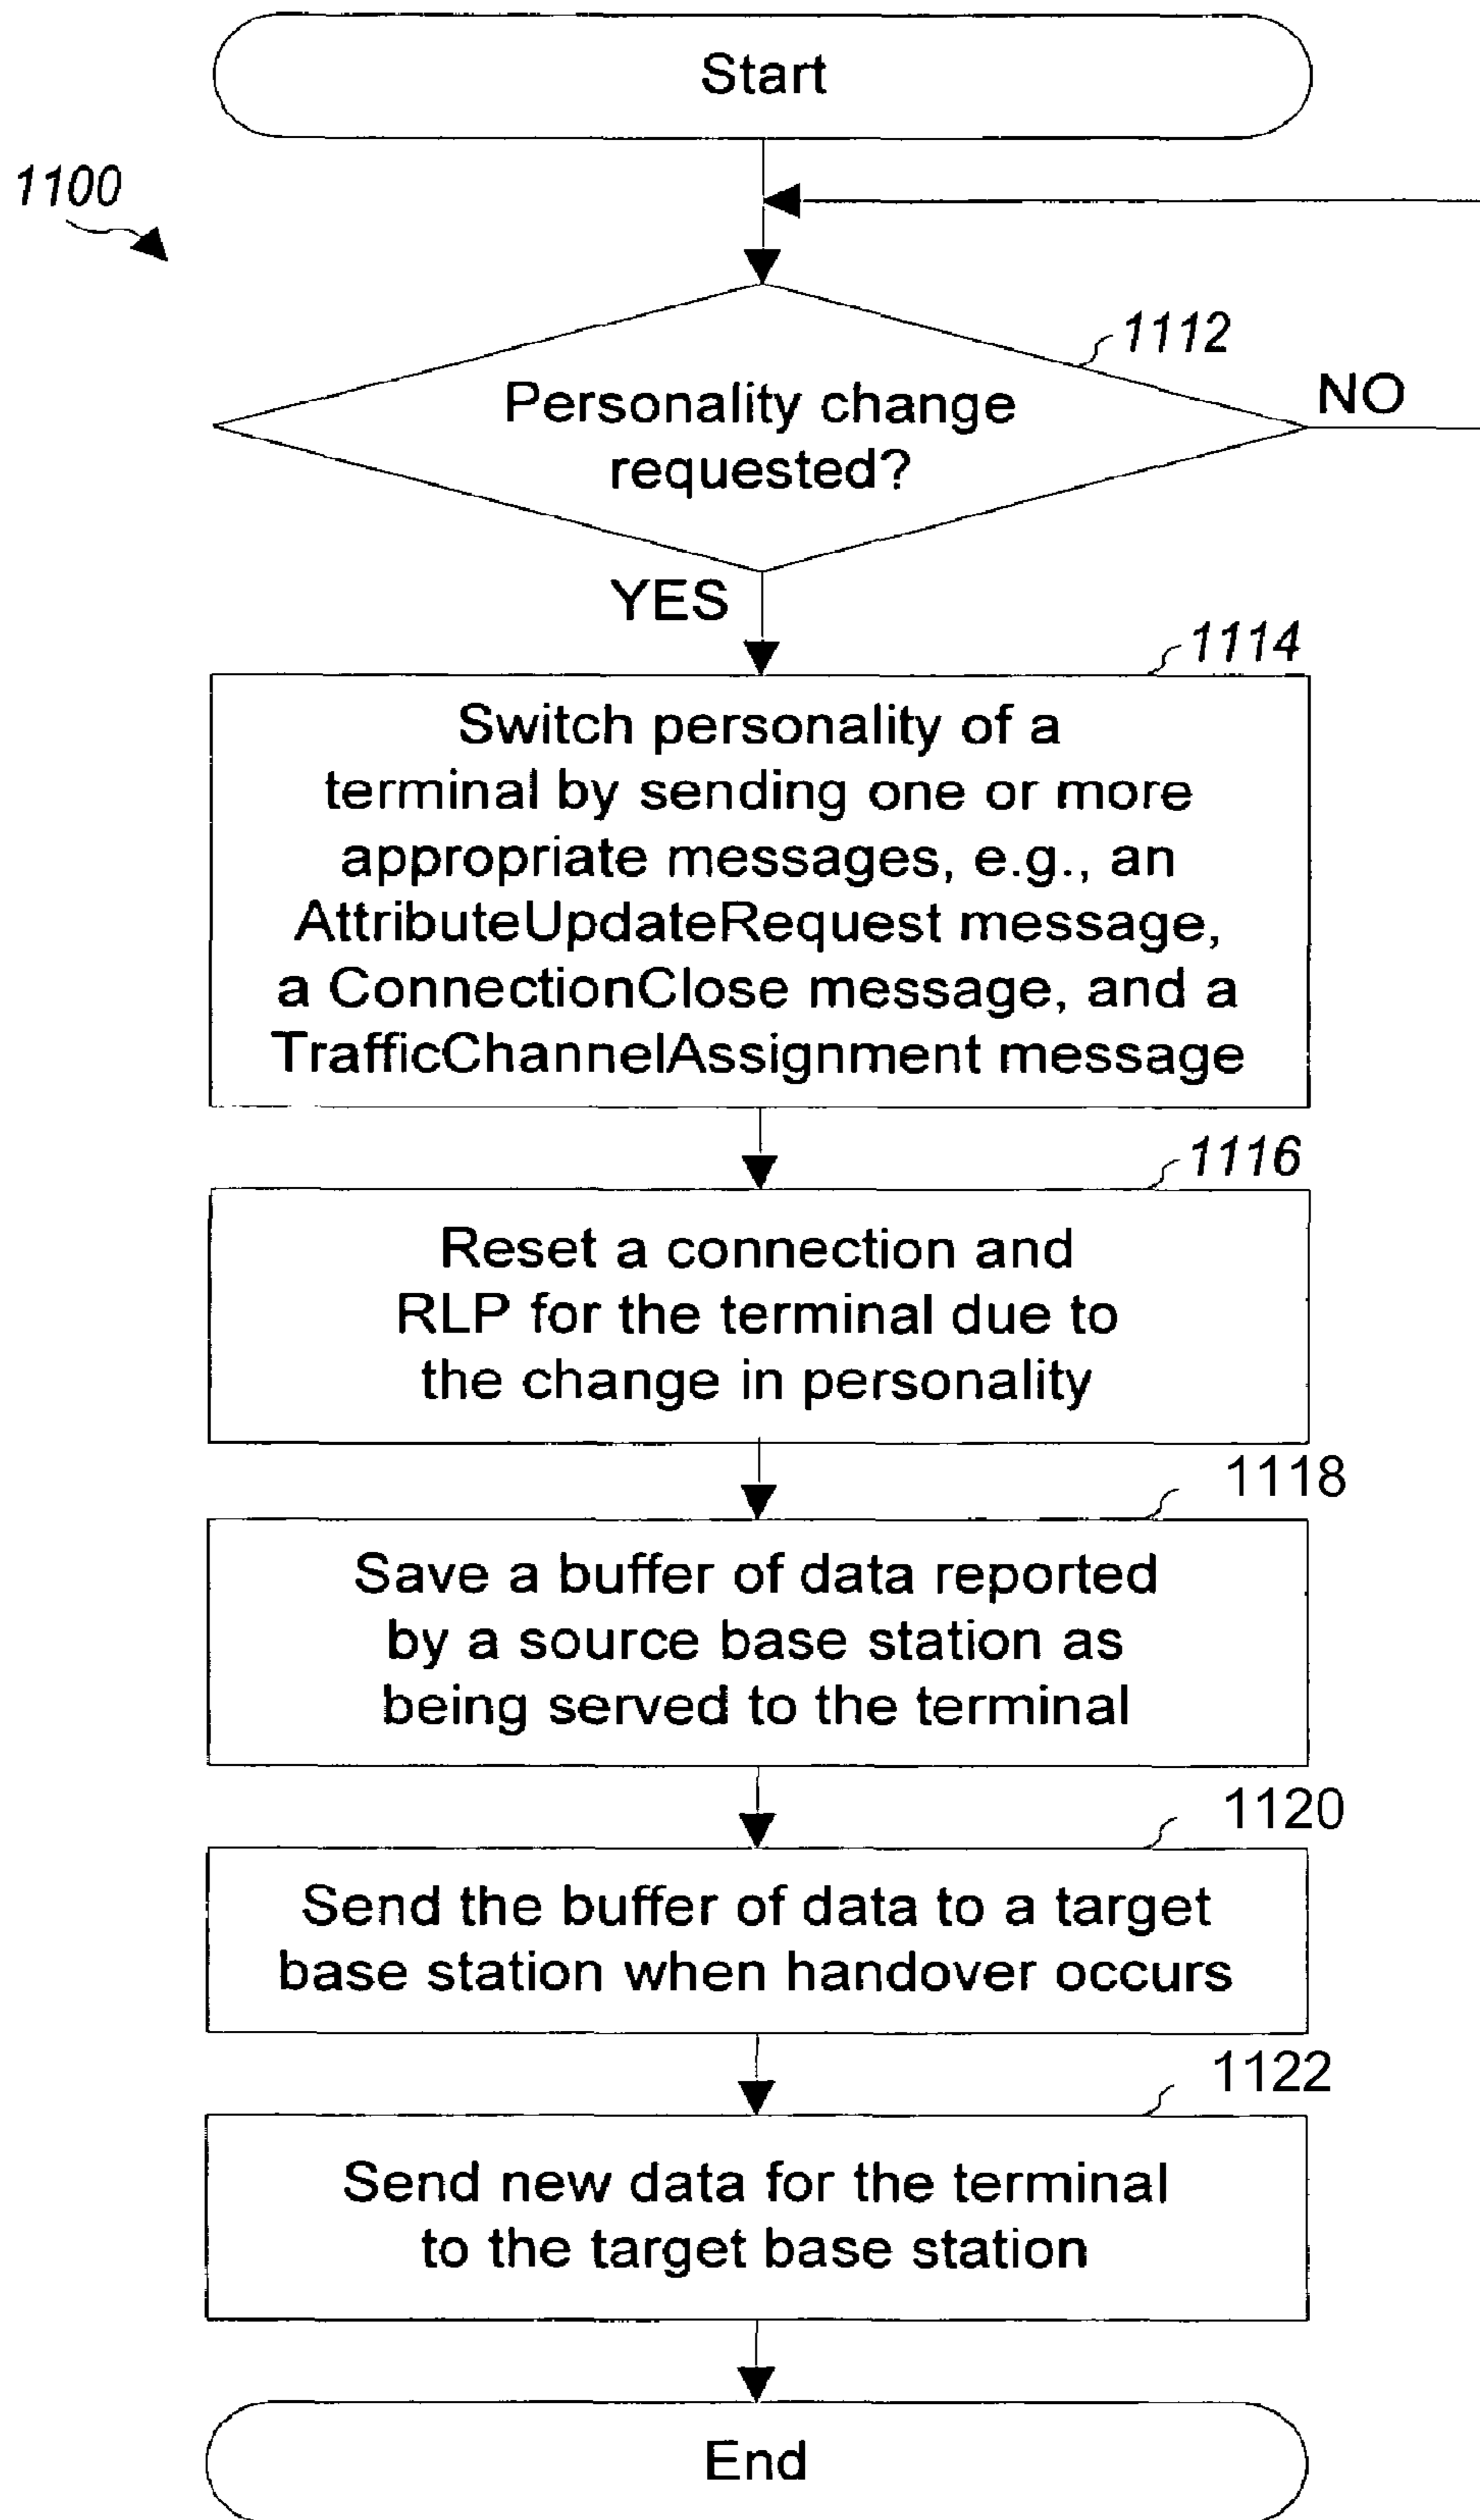 Start
1100
1112
Personality change
requested?
NO
YES
1114
Switch personality of a
terminal by sending one or more
appropriate messages, e.g., an
AttributeUpdateRequest message,
a ConnectionClose message, and a
TrafficChannelAssignment message
1116
Reset a connection and
RLP for the terminal due to
the change in personality
1118
Save a buffer of data reported
by a source base station as
being served to the terminal
1120
Send the buffer of data to a target
base station when handover occurs
1122
Send new data for the terminal
to the target base station
End